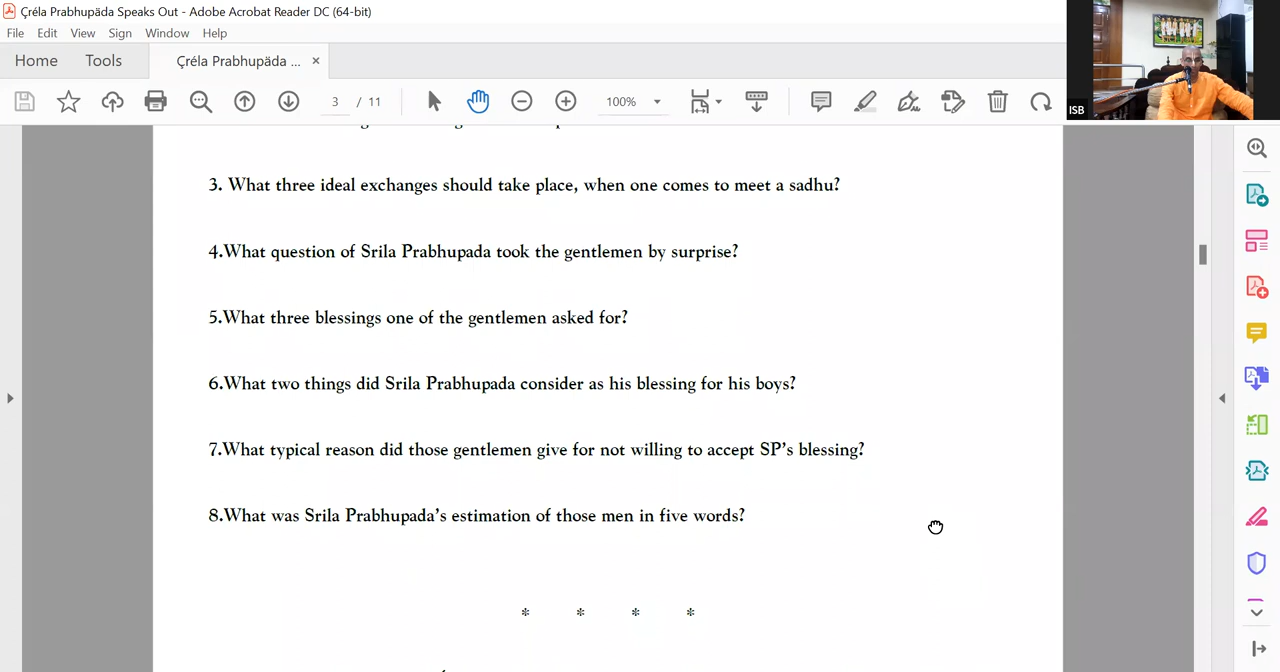 Çréla Prabhupäda Speaks Out - Adobe Acrobat Reader DC (64-bit)
File Edit View Sign Window Help
Home Tools Çréla Prabhupäda ... ×
3 / 11 100%
ISB
3. What three ideal exchanges should take place, when one comes to meet a sadhu?
4.What question of Srila Prabhupada took the gentlemen by surprise?
5.What three blessings one of the gentlemen asked for?
6.What two things did Srila Prabhupada consider as his blessing for his boys?
7.What typical reason did those gentlemen give for not willing to accept SP's blessing?
8.What was Srila Prabhupada's estimation of those men in five words?
* * * *